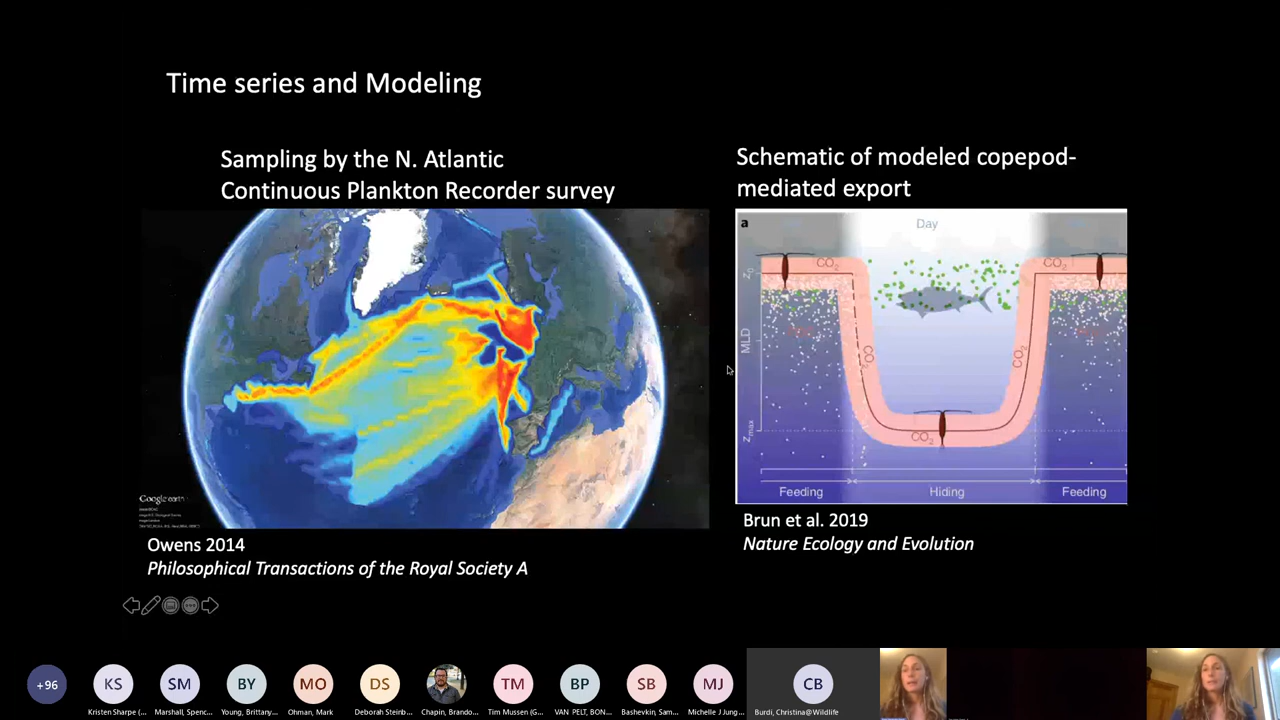 Time series and Modeling
Sampling by the N. Atlantic
Continuous Plankton Recorder survey
Schematic of modeled copepod-
mediated export
a
Day
CO2
CO2
z0
MLD
CO2
CO2
zmax
CO2
Feeding
Hiding
Feeding
Google earth
Owens 2014
Philosophical Transactions of the Royal Society A
Brun et al. 2019
Nature Ecology and Evolution
+96
KS
SM
BY
MO
DS
TM
BP
SB
MJ
CB
Kristen Sharpe (...
Marshall, Spenc...
Young, Brittany...
Ohman, Mark
Deborah Steinb...
Chapin, Brando...
Tim Mussen (G...
VAN PELT, BON...
Bashevkin, Sam...
Michelle J Jung...
Burdi, Christina@Wildlife